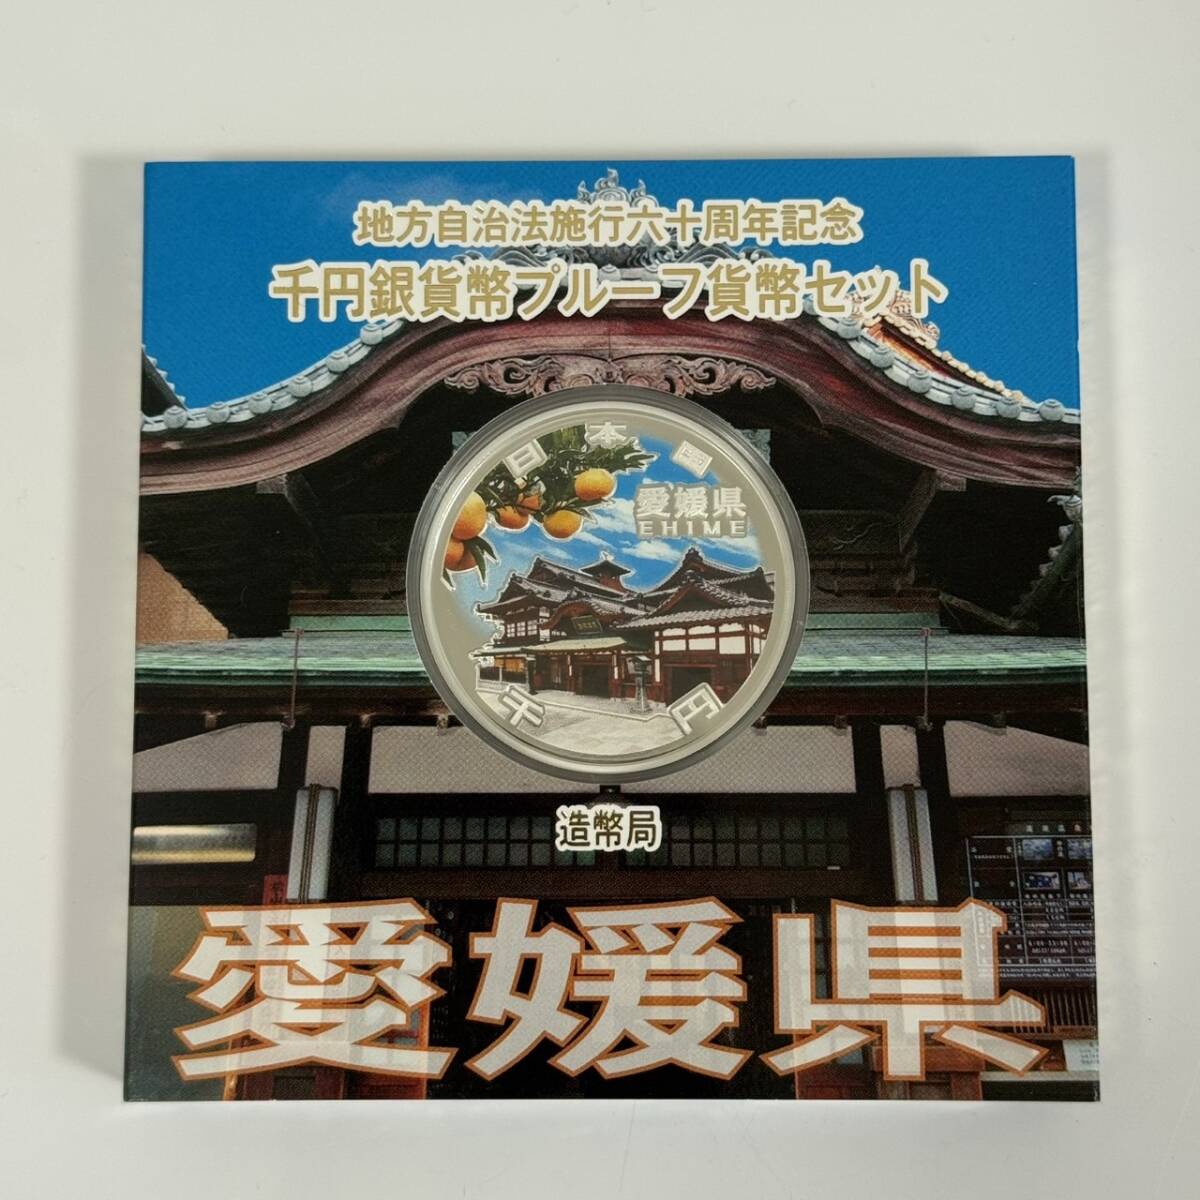 地方自治法施行六十周年記念
千円銀貨幣プルーフ貨幣セット
日本国
愛媛県
EHIME
千円
造幣局
愛媛県